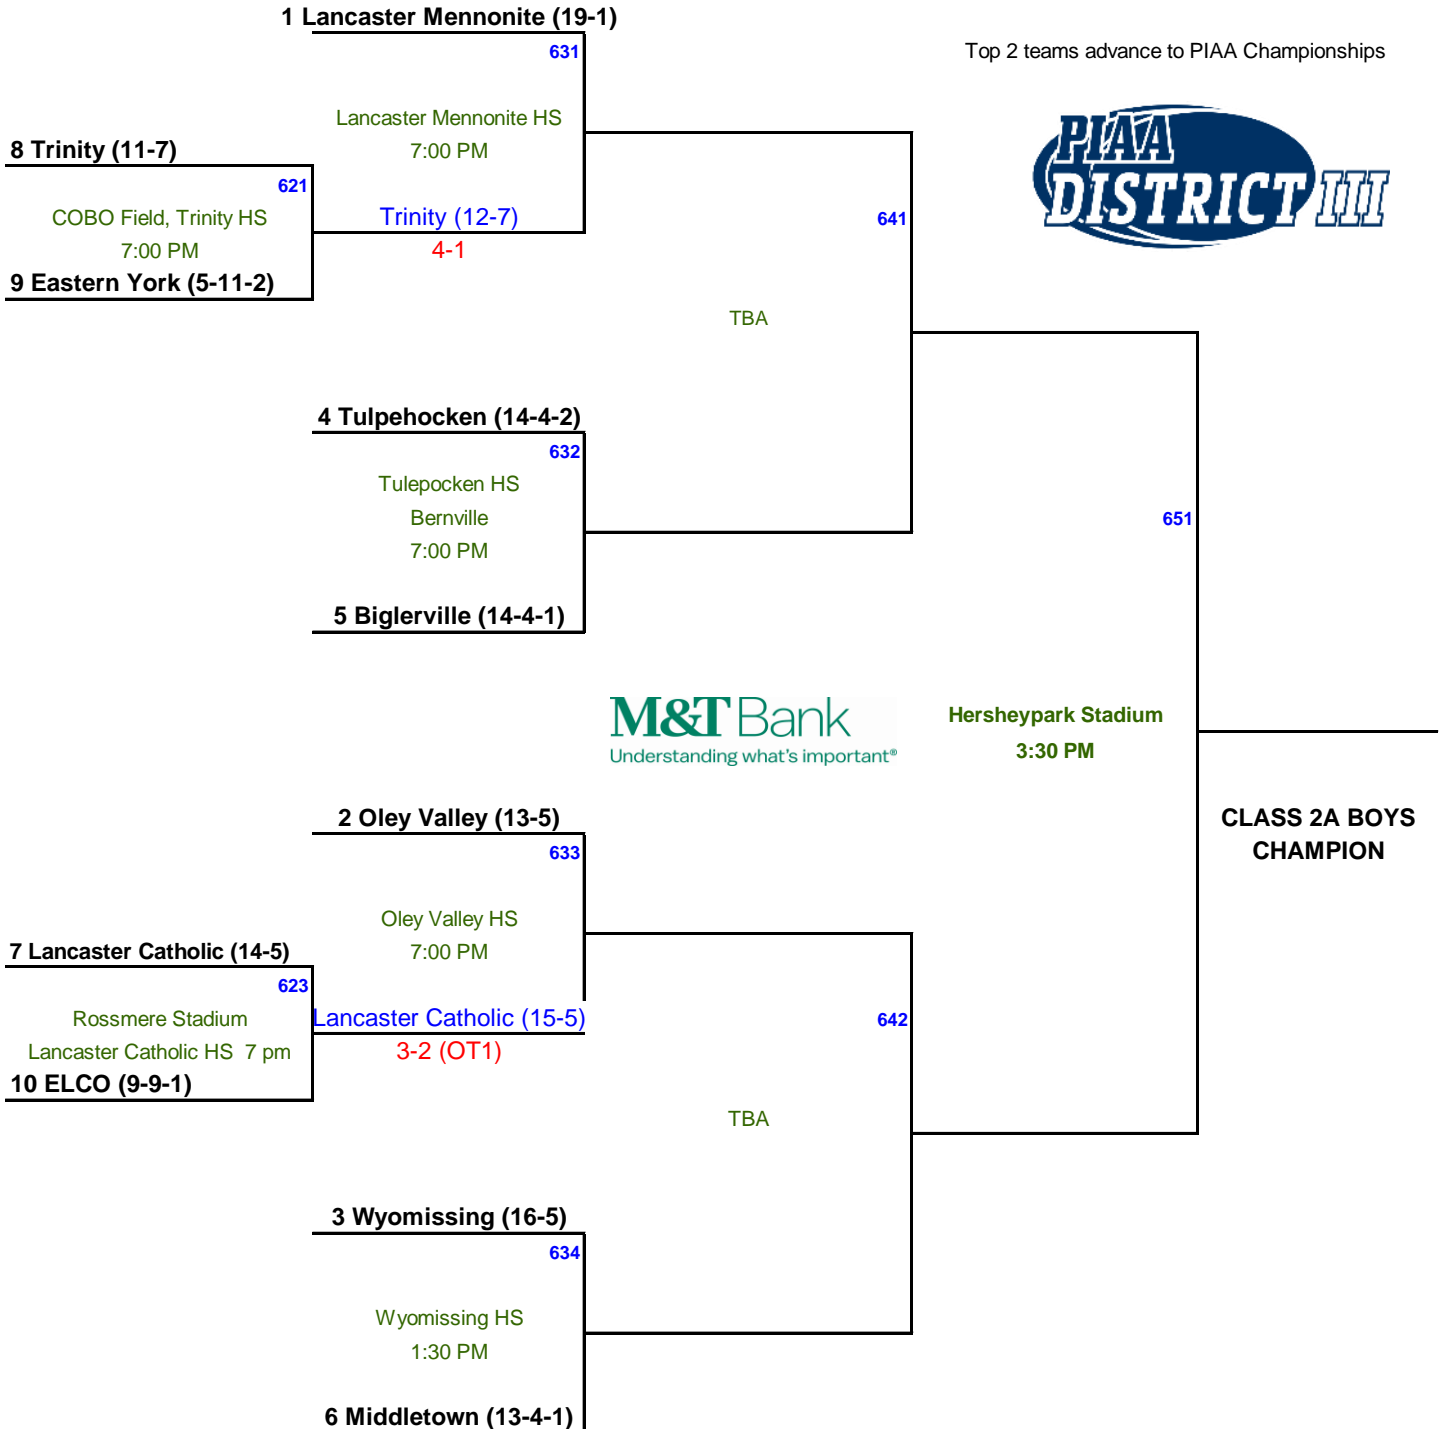 1 Lancaster Mennonite (19-1)
631
Top 2 teams advance to PIAA Championships
PIAA
DISTRICT III
Lancaster Mennonite HS
7:00 PM
8 Trinity (11-7)
621
COBO Field, Trinity HS
7:00 PM
Trinity (12-7)
4-1
641
9 Eastern York (5-11-2)
TBA
4 Tulpehocken (14-4-2)
632
Tulepocken HS
Bernville
7:00 PM
651
5 Biglerville (14-4-1)
M&T Bank
Understanding what's important®
Hersheypark Stadium
3:30 PM
2 Oley Valley (13-5)
633
CLASS 2A BOYS
CHAMPION
Oley Valley HS
7:00 PM
7 Lancaster Catholic (14-5)
623
Rossmere Stadium
Lancaster Catholic HS 7 pm
Lancaster Catholic (15-5)
3-2 (OT1)
642
10 ELCO (9-9-1)
TBA
3 Wyomissing (16-5)
634
Wyomissing HS
1:30 PM
6 Middletown (13-4-1)